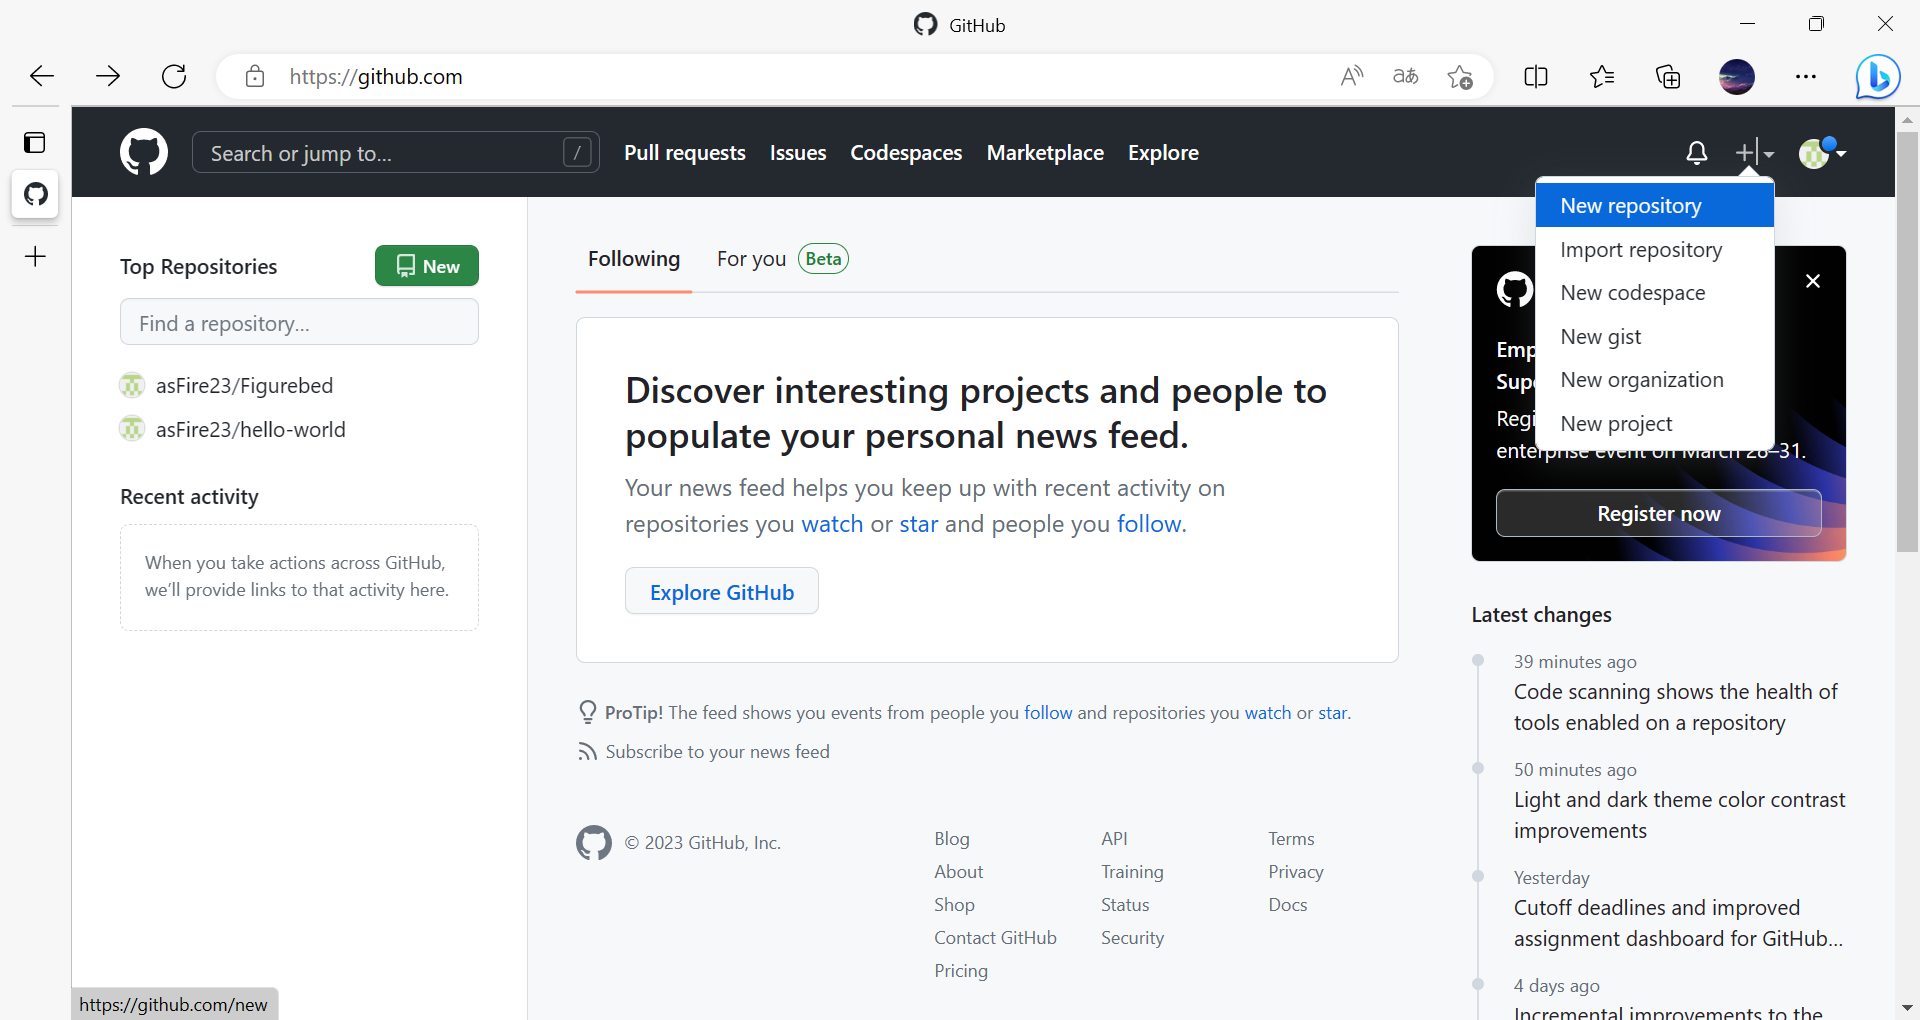 GitHub
https://github.com
Search or jump to... /
Pull requests Issues Codespaces Marketplace Explore
New repository
Import repository
New codespace
New gist
New organization
New project
Top Repositories
New
Find a repository...
asFire23/Figurebed
asFire23/hello-world
Recent activity
When you take actions across GitHub,
we'll provide links to that activity here.
Following For you Beta
Discover interesting projects and people to
populate your personal news feed.
Your news feed helps you keep up with recent activity on
repositories you watch or star and people you follow.
Explore GitHub
ProTip! The feed shows you events from people you follow and repositories you watch or star.
Subscribe to your news feed
© 2023 GitHub, Inc.
Blog
About
Shop
Contact GitHub
Pricing
API
Training
Status
Security
Terms
Privacy
Docs
enterprise event on March 28–31.
Register now
Latest changes
39 minutes ago
Code scanning shows the health of
tools enabled on a repository
50 minutes ago
Light and dark theme color contrast
improvements
Yesterday
Cutoff deadlines and improved
assignment dashboard for GitHub...
4 days ago
Incremental improvements to the
https://github.com/new